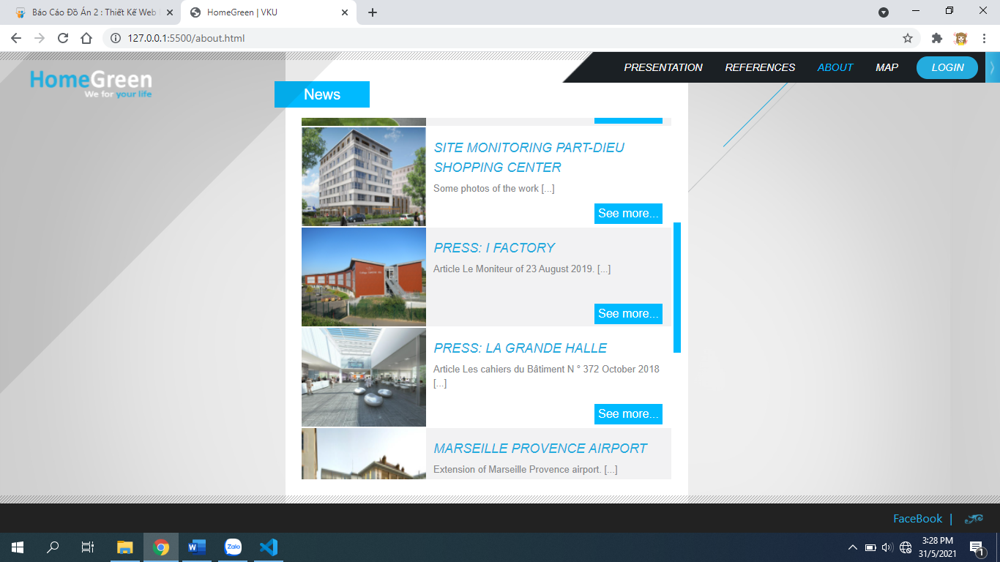 Báo Cáo Đồ Án 2 : Thiết Kế Web
HomeGreen | VKU
127.0.0.1:5500/about.html
HomeGreen
We for your life
PRESENTATION
REFERENCES
ABOUT
MAP
LOGIN
News
SITE MONITORING PART-DIEU
SHOPPING CENTER
Some photos of the work [...]
See more...
PRESS: I FACTORY
Article Le Moniteur of 23 August 2019. [...]
See more...
PRESS: LA GRANDE HALLE
Article Les cahiers du Bâtiment N ° 372 October 2018
[...]
See more...
MARSEILLE PROVENCE AIRPORT
Extension of Marseille Provence airport. [...]
FaceBook |
Zalo
3:28 PM
31/5/2021
1